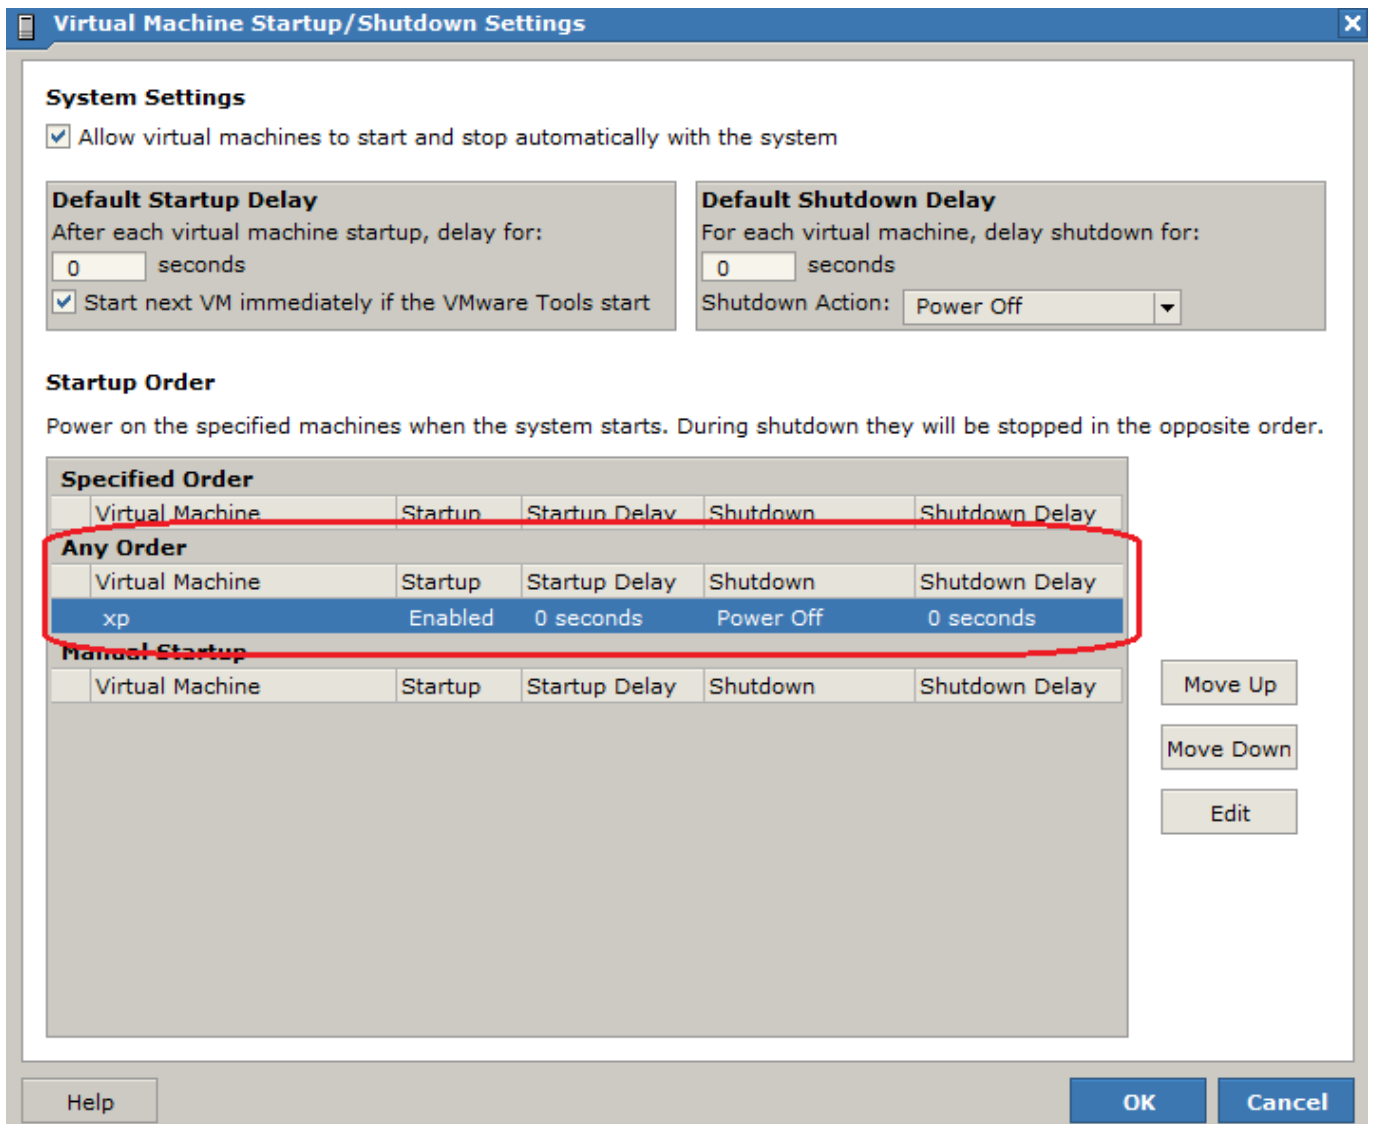 Virtual Machine Startup/Shutdown Settings
System Settings
Allow virtual machines to start and stop automatically with the system
Default Startup Delay
After each virtual machine startup, delay for:
0 seconds
Start next VM immediately if the VMware Tools start
Default Shutdown Delay
For each virtual machine, delay shutdown for:
0 seconds
Shutdown Action: Power Off
Startup Order
Power on the specified machines when the system starts. During shutdown they will be stopped in the opposite order.
Specified Order
Virtual Machine Startup Startup Delay Shutdown Shutdown Delay
Any Order
Virtual Machine Startup Startup Delay Shutdown Shutdown Delay
xp Enabled 0 seconds Power Off 0 seconds
Manual Startup
Virtual Machine Startup Startup Delay Shutdown Shutdown Delay
Move Up
Move Down
Edit
Help OK Cancel